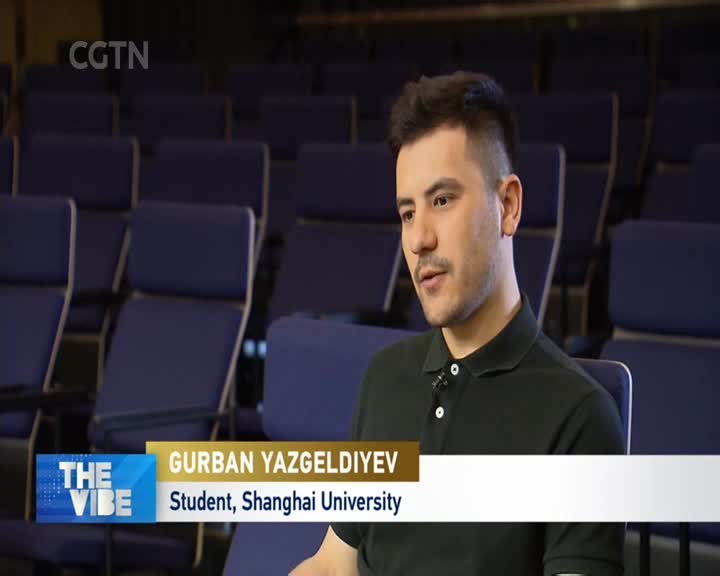 CGTN
GURBAN YAZGELDIYEV
THE
VIBE
Student, Shanghai University